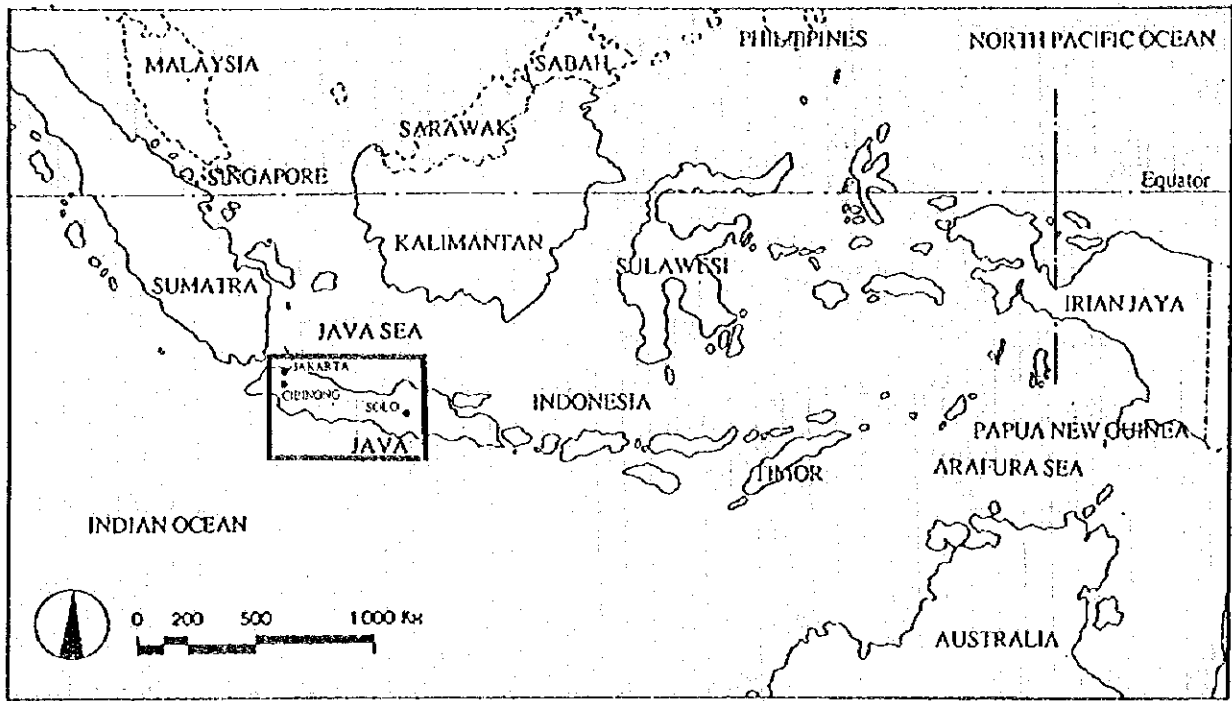 PHILIPPINES
NORTH PACIFIC OCEAN
MALAYSIA
SABAH
SARAWAK
SINGAPORE
Equator
KALIMANTAN
SULAWESI
SUMATRA
IRIAN JAYA
JAVA SEA
JAKARTA
CIBINONG
SOLO
INDONESIA
JAVA
PAPUA NEW GUINEA
TIMOR
ARAFURA SEA
INDIAN OCEAN
0 200 500 1000 KM
AUSTRALIA